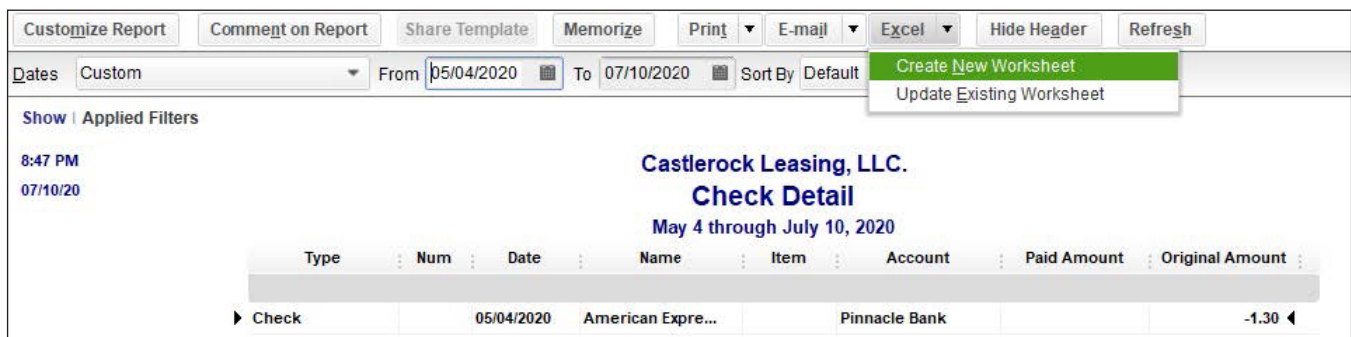 Customize Report Comment on Report Share Template Memorize Print E-mail Excel Hide Header Refresh
Dates Custom From 05/04/2020 To 07/10/2020 Sort By Default
Create New Worksheet
Update Existing Worksheet
Show | Applied Filters
8:47 PM
07/10/20
Castlerock Leasing, LLC.
Check Detail
May 4 through July 10, 2020
Type Num Date Name Item Account Paid Amount Original Amount
Check 05/04/2020 American Expre... Pinnacle Bank -1.30